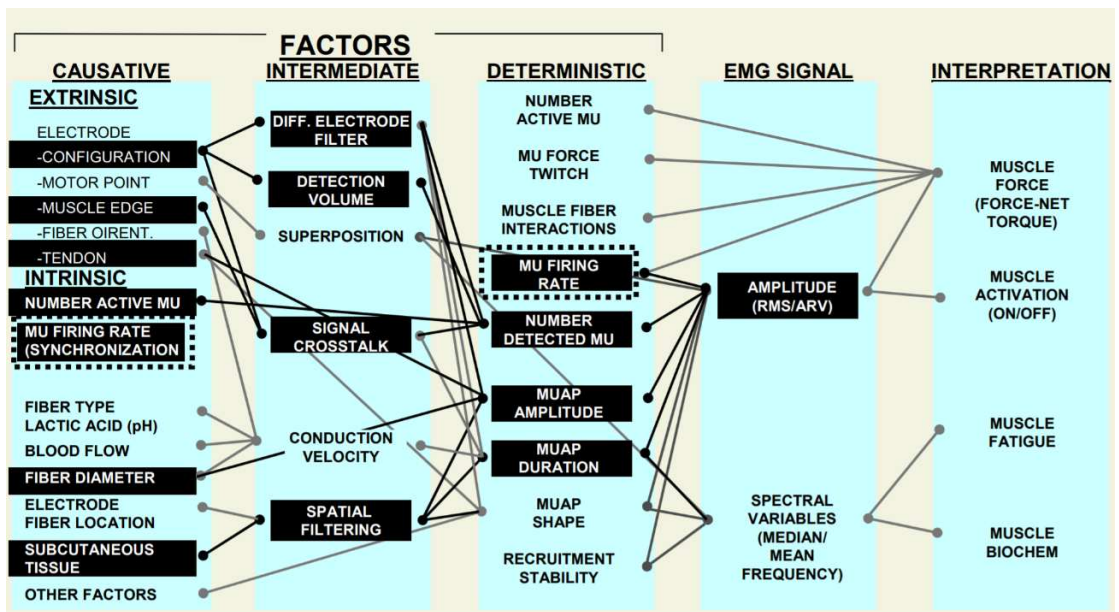 FACTORS
CAUSATIVE
EXTRINSIC
ELECTRODE
-CONFIGURATION
-MOTOR POINT
-MUSCLE EDGE
-FIBER OIRENT.
-TENDON
INTRINSIC
NUMBER ACTIVE MU
MU FIRING RATE
(SYNCHRONIZATION
FIBER TYPE
LACTIC ACID (pH)
BLOOD FLOW
FIBER DIAMETER
ELECTRODE
FIBER LOCATION
SUBCUTANEOUS
TISSUE
OTHER FACTORS
INTERMEDIATE
DIFF. ELECTRODE
FILTER
DETECTION
VOLUME
SUPERPOSITION
SIGNAL
CROSSTALK
CONDUCTION
VELOCITY
SPATIAL
FILTERING
DETERMINISTIC
NUMBER
ACTIVE MU
MU FORCE
TWITCH
MUSCLE FIBER
INTERACTIONS
MU FIRING
RATE
NUMBER
DETECTED MU
MUAP
AMPLITUDE
MUAP
DURATION
MUAP
SHAPE
RECRUITMENT
STABILITY
EMG SIGNAL
AMPLITUDE
(RMS/ARV)
SPECTRAL
VARIABLES
(MEDIAN/
MEAN
FREQUENCY)
INTERPRETATION
MUSCLE
FORCE
(FORCE-NET
TORQUE)
MUSCLE
ACTIVATION
(ON/OFF)
MUSCLE
FATIGUE
MUSCLE
BIOCHEM